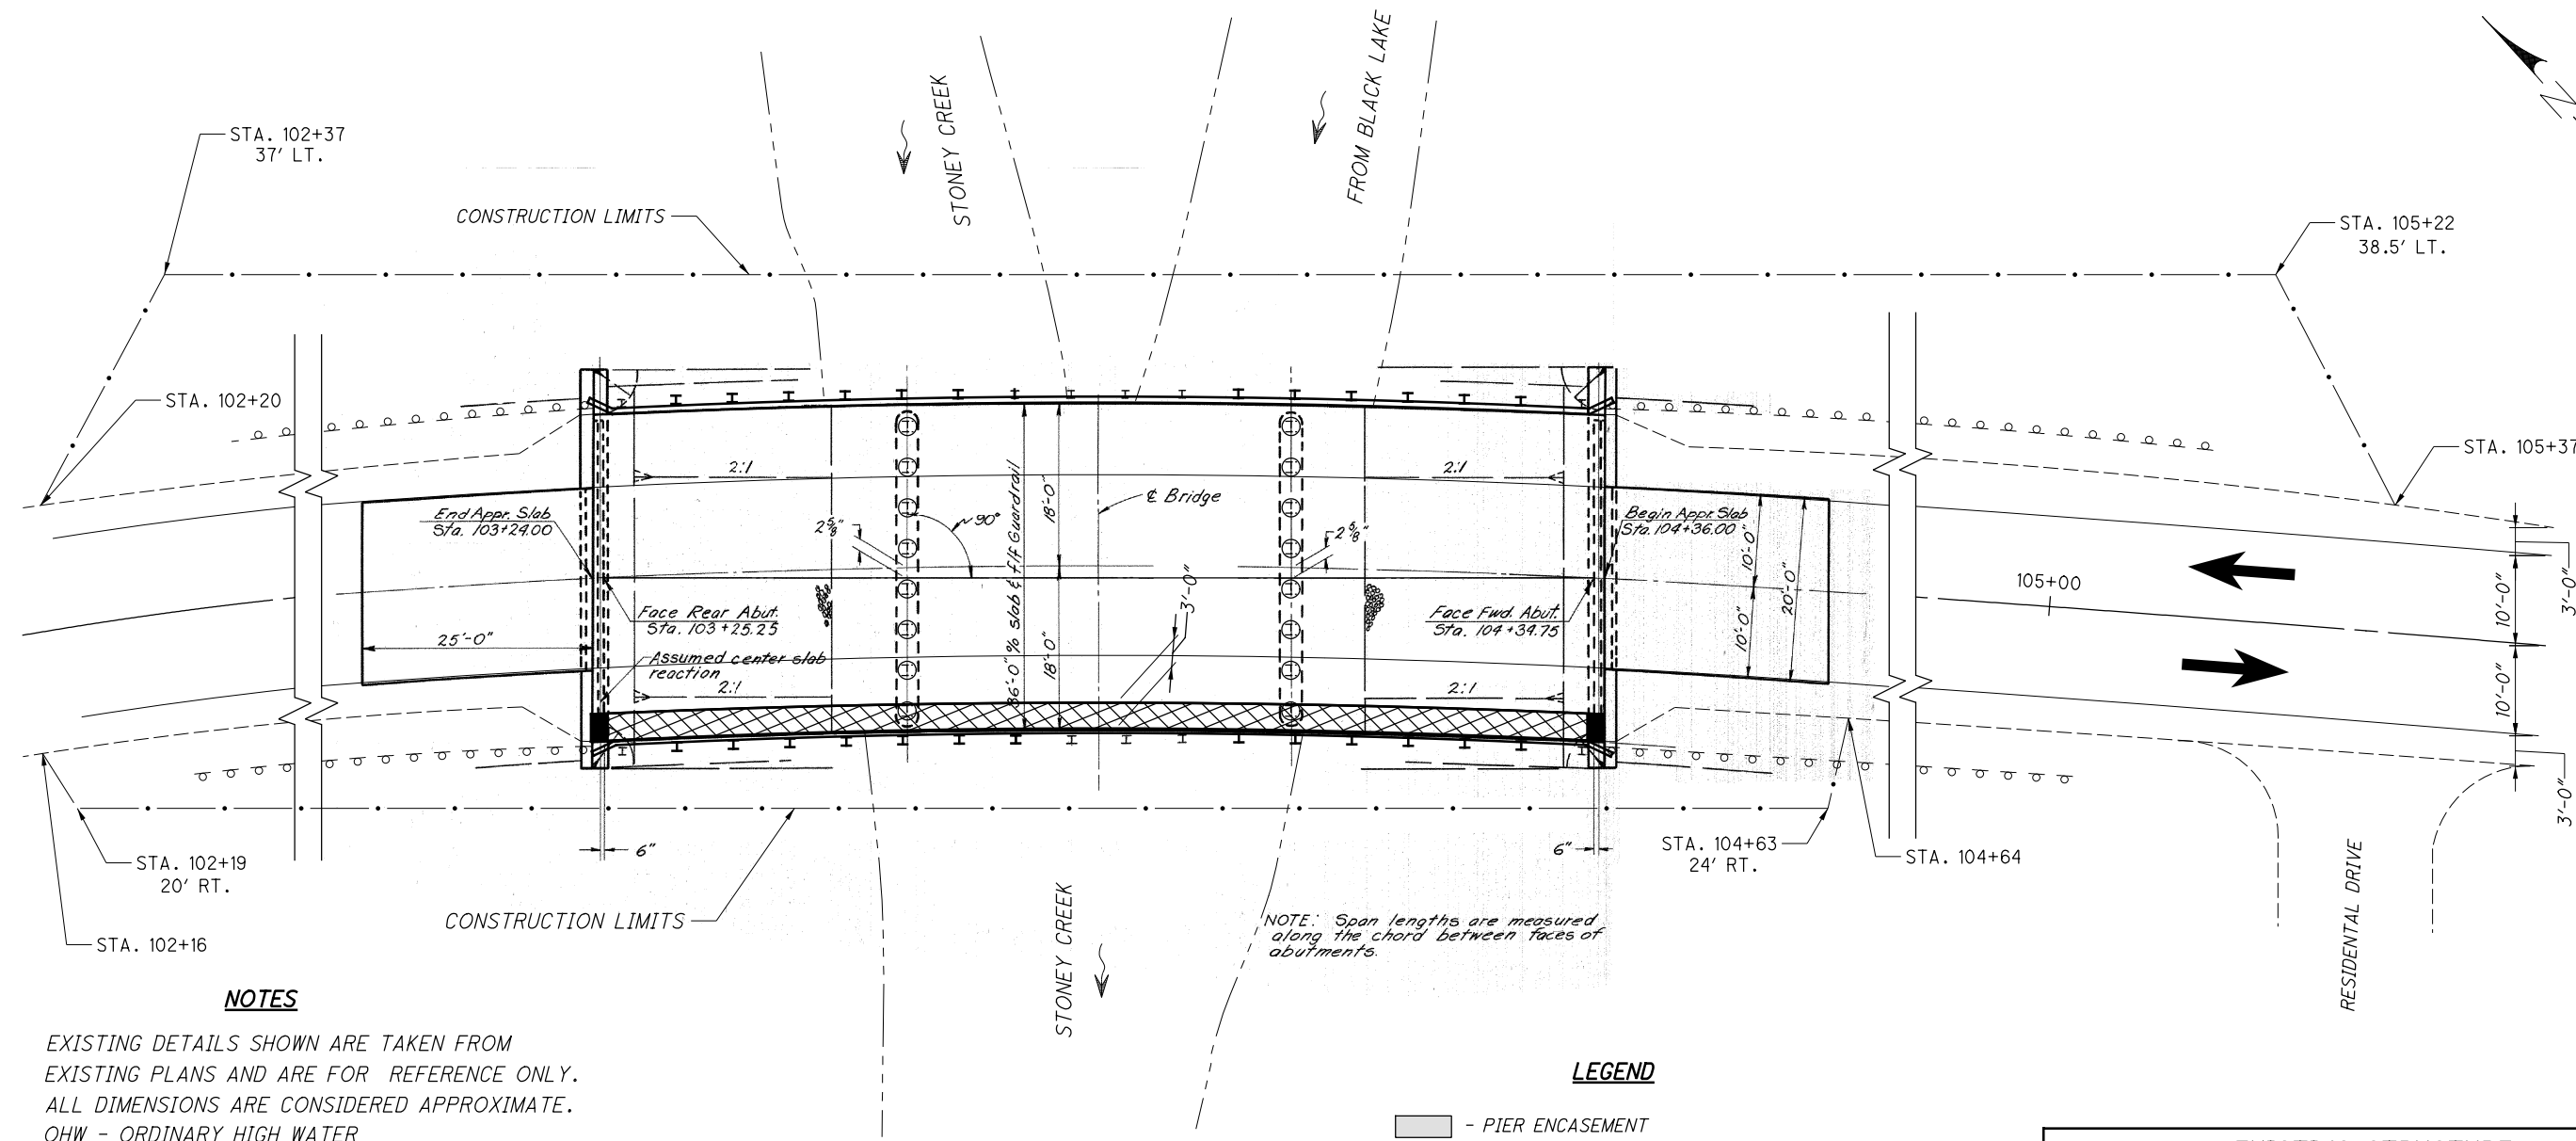 STONEY CREEK
FROM BLACK LAKE
STA. 102+37
37' LT.
CONSTRUCTION LIMITS
STA. 105+22
38.5' LT.
STA. 102+20
STA. 105+37
2:1
2:1
36'-0" % slab & f/f Guardrail
18'-0"
℄ Bridge
End Appr. Slab
Sta. 103+24.00
2⅝"
~90°
2⅝"
Begin Appr. Slab
Sta. 104+36.00
10'-0"
20'-0"
10'-0"
3'-0"
Face Rear Abut.
Sta. 103+25.25
Face Fwd. Abut.
Sta. 104+34.75
105+00
10'-0"
3'-0"
10'-0"
25'-0"
Assumed center slab
reaction
18'-0"
2:1
2:1
3'-0"
6"
6"
STA. 102+19
20' RT.
STA. 104+63
24' RT.
STA. 104+64
CONSTRUCTION LIMITS
STA. 102+16
STONEY CREEK
NOTE: Span lengths are measured
along the chord between faces of
abutments.
RESIDENTAL DRIVE
NOTES
EXISTING DETAILS SHOWN ARE TAKEN FROM
EXISTING PLANS AND ARE FOR REFERENCE ONLY.
ALL DIMENSIONS ARE CONSIDERED APPROXIMATE.
OHW - ORDINARY HIGH WATER
LEGEND
- PIER ENCASEMENT